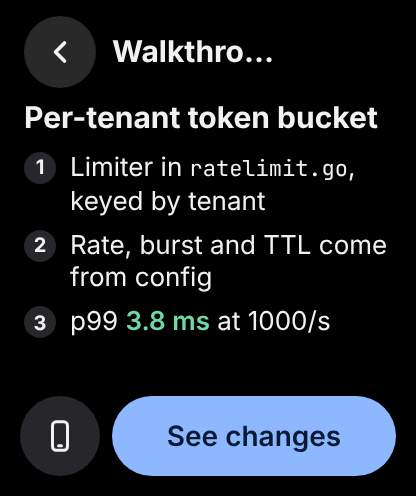 Walkthro...
Per-tenant token bucket
1 Limiter in ratelimit.go,
keyed by tenant
2 Rate, burst and TTL come
from config
3 p99 3.8 ms at 1000/s
See changes